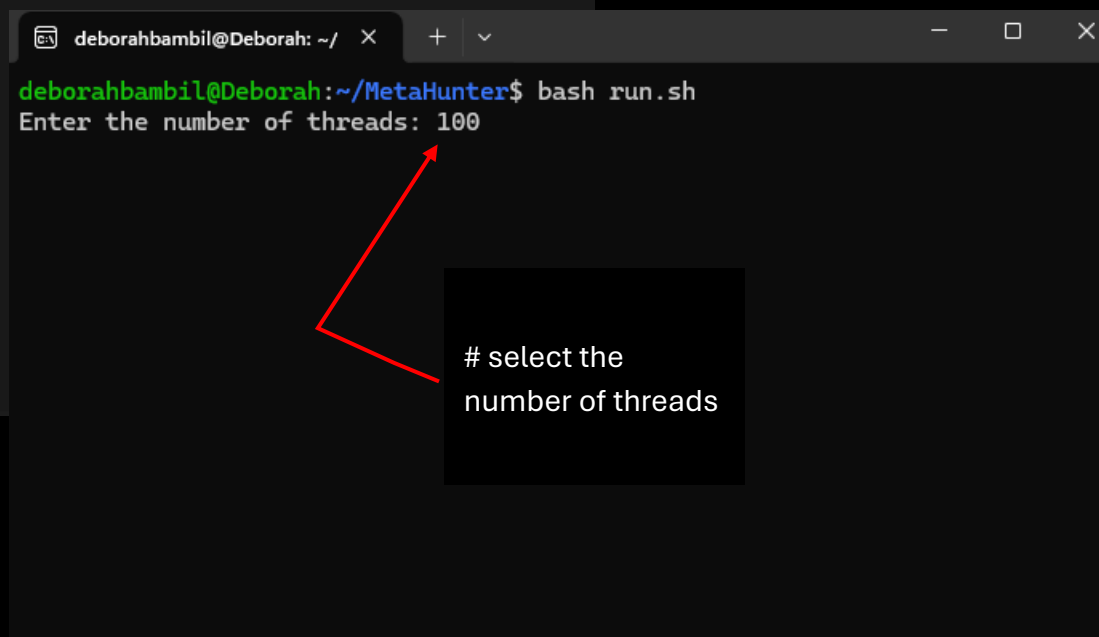 deborahbambil@Deborah: ~/
deborahbambil@Deborah:~/MetaHunter$ bash run.sh
Enter the number of threads: 100
# select the
number of threads